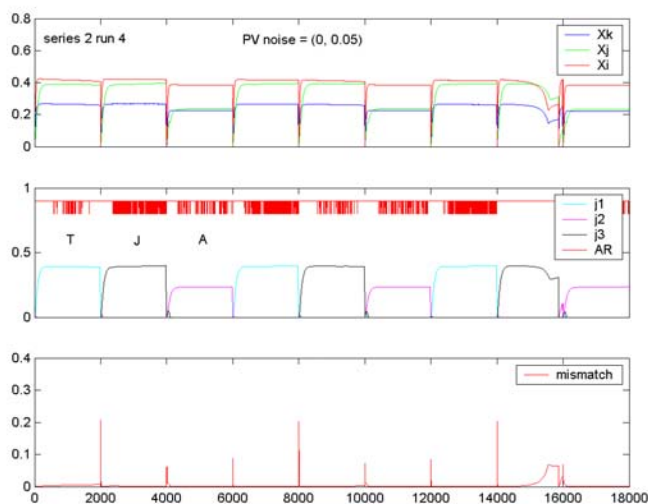 0.8
series 2 run 4
PV noise = (0, 0.05)
Xk
Xj
Xi
0.6
0.4
0.2
0
1
j1
j2
j3
AR
T
J
A
0.5
0
0.4
mismatch
0.3
0.2
0.1
0
0
2000
4000
6000
8000
10000
12000
14000
16000
18000